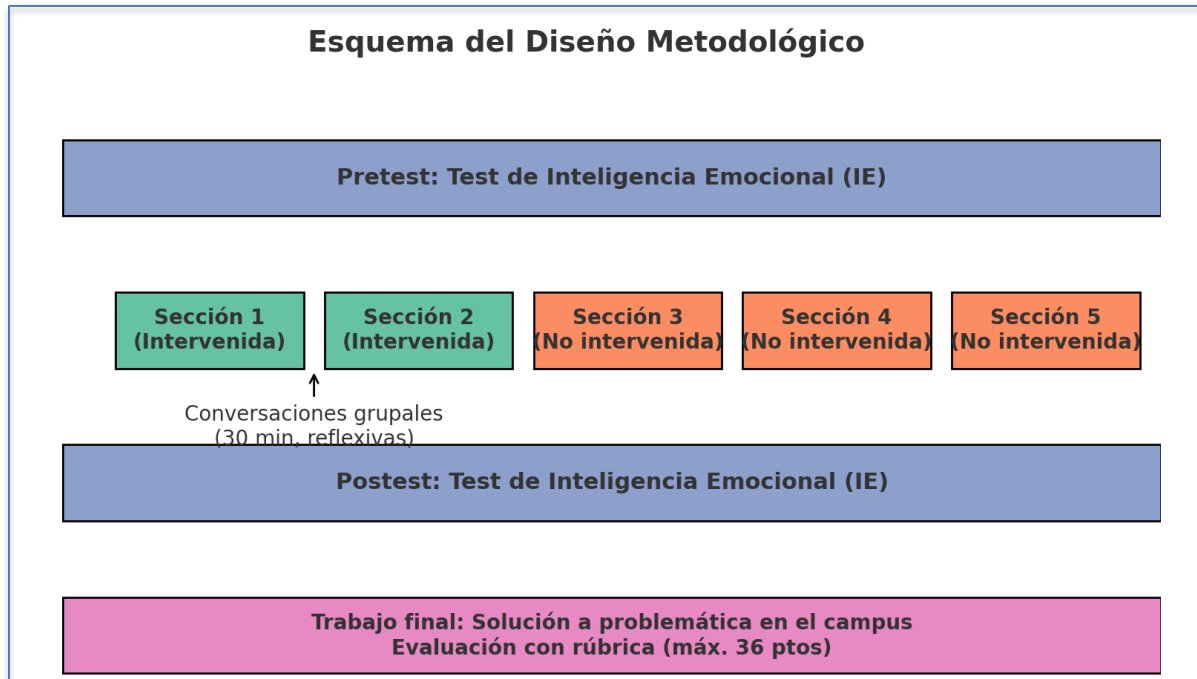 Esquema del Diseño Metodológico
Pretest: Test de Inteligencia Emocional (IE)
Sección 1
(Intervenida)
Sección 2
(Intervenida)
Sección 3
(No intervenida)
Sección 4
(No intervenida)
Sección 5
(No intervenida)
Conversaciones grupales
(30 min, reflexivas)
Postest: Test de Inteligencia Emocional (IE)
Trabajo final: Solución a problemática en el campus
Evaluación con rúbrica (máx. 36 ptos)